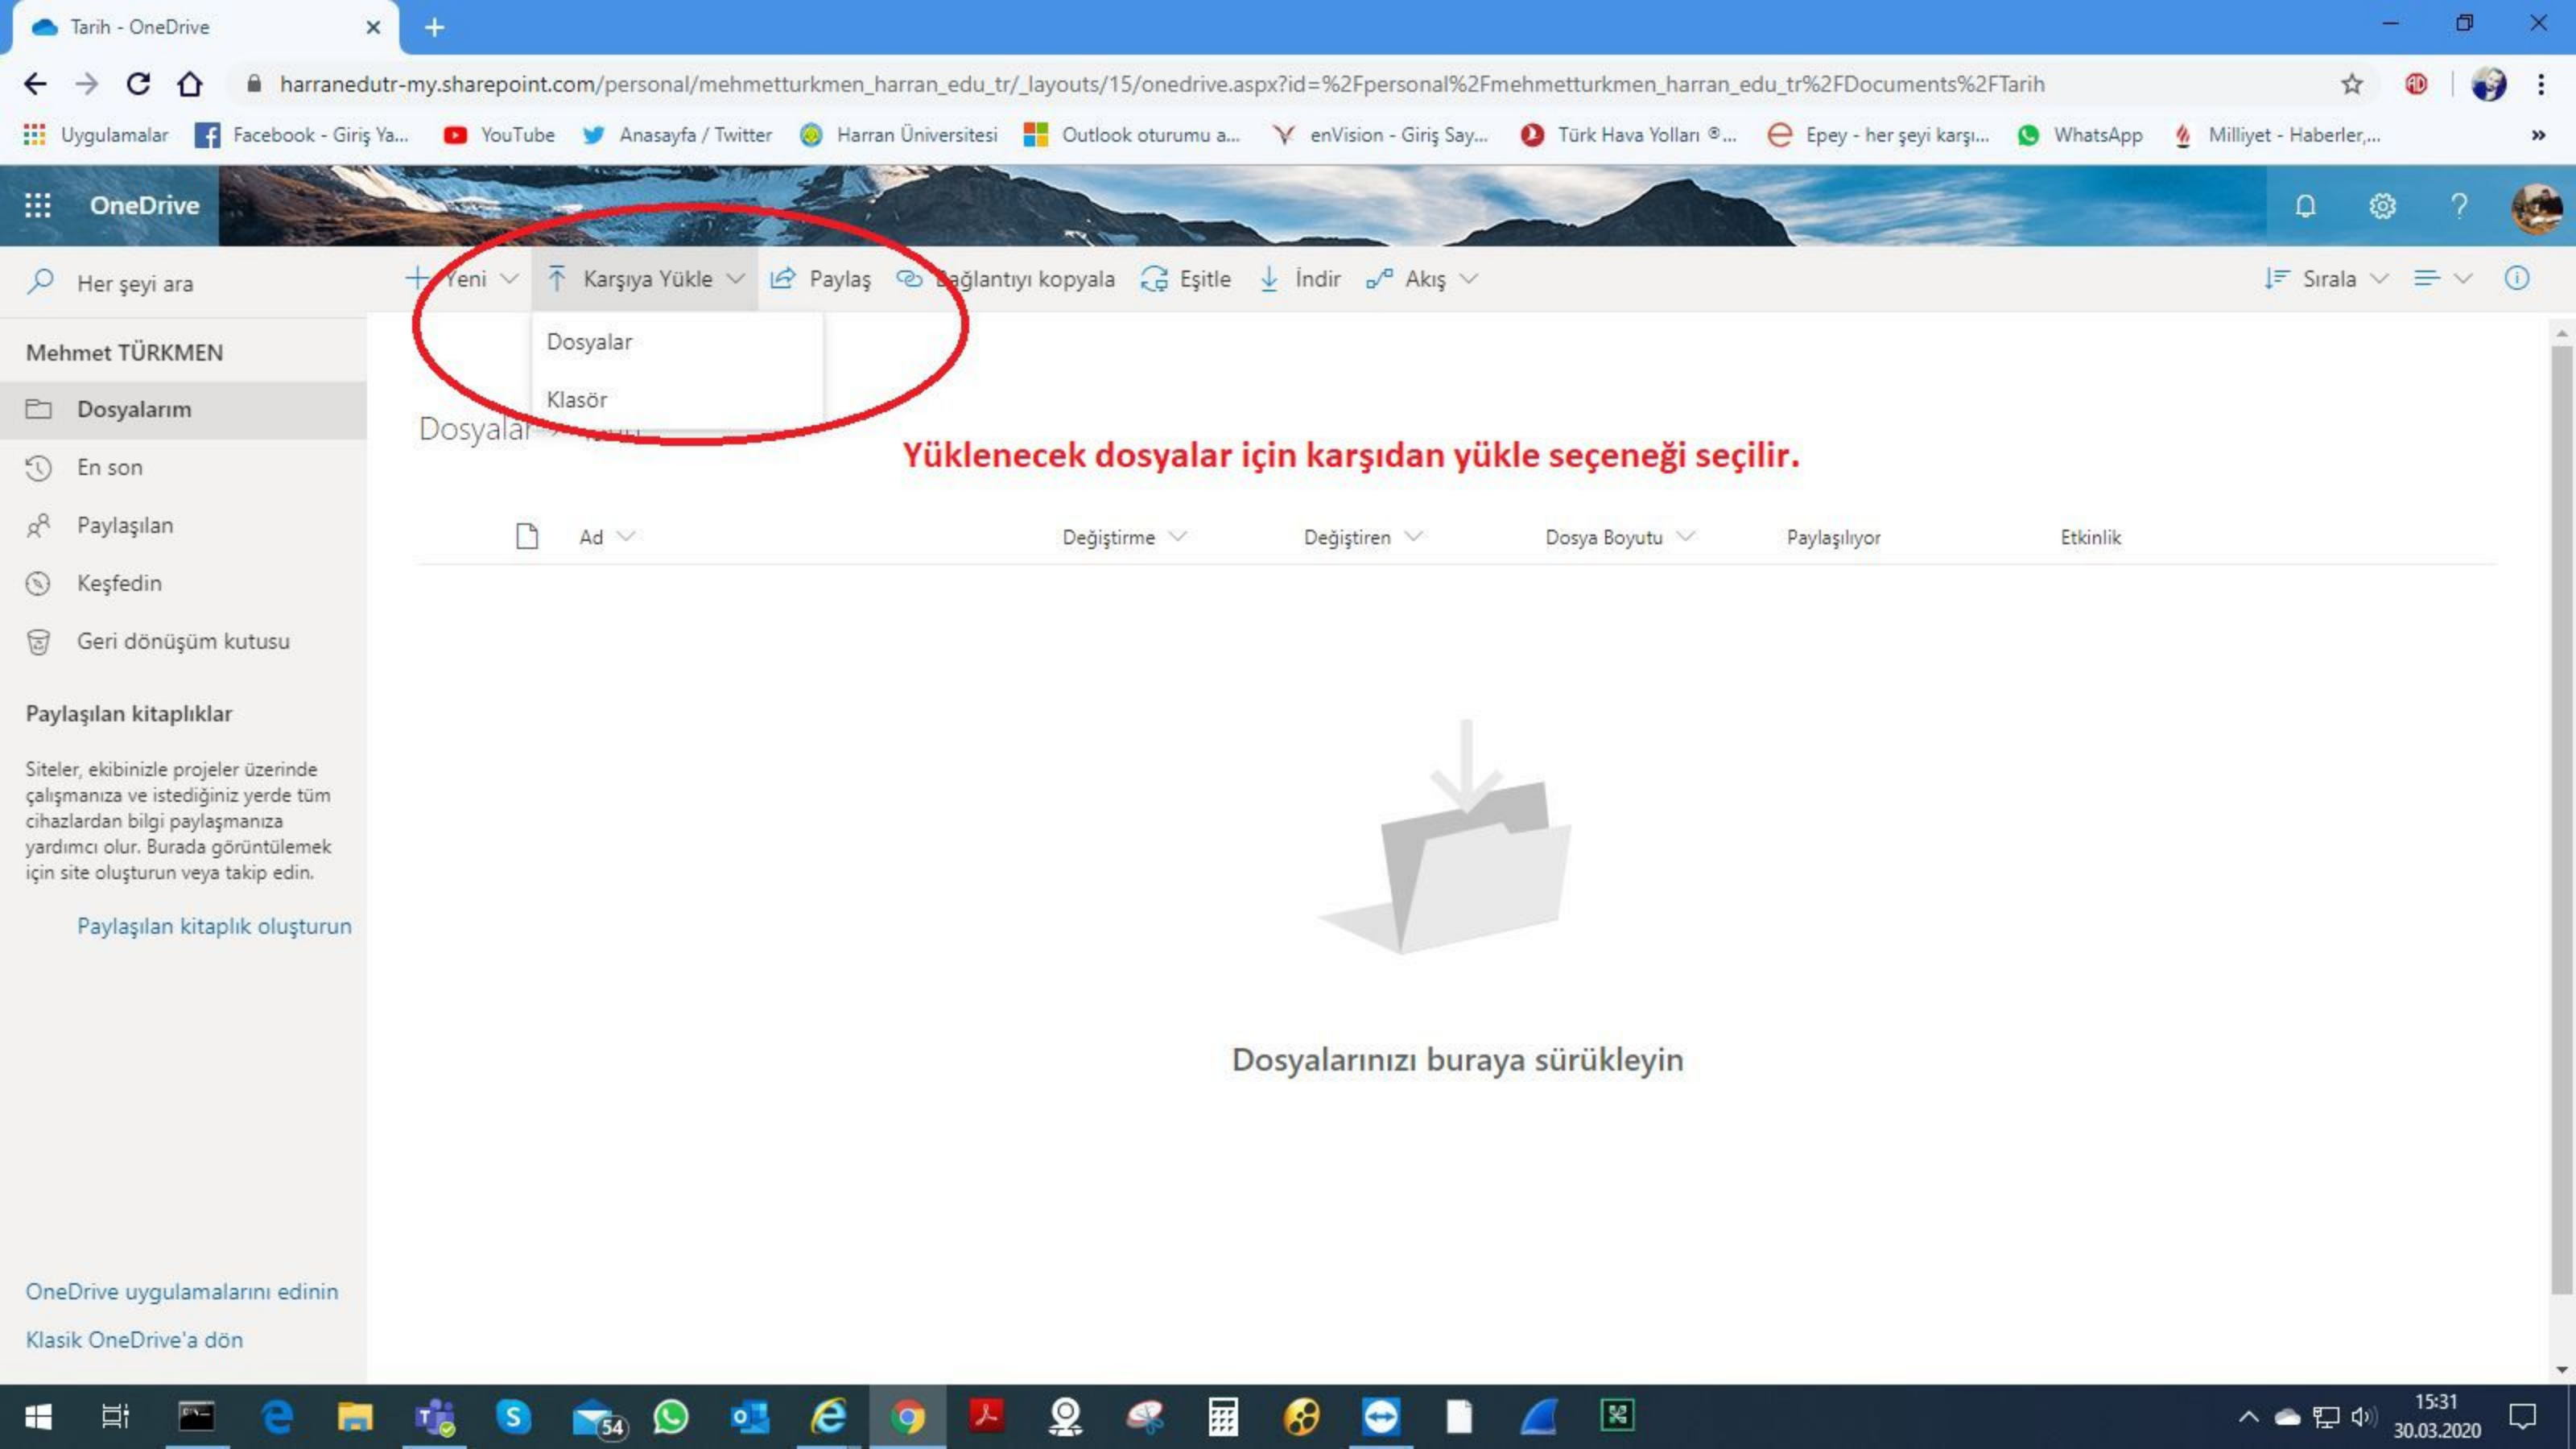 Tarih - OneDrive
harranedutr-my.sharepoint.com/personal/mehmetturkmen_harran_edu_tr/_layouts/15/onedrive.aspx?id=%2Fpersonal%2Fmehmetturkmen_harran_edu_tr%2FDocuments%2FTarih
Uygulamalar Facebook - Giriş Ya... YouTube Anasayfa / Twitter Harran Üniversitesi Outlook oturumu a... enVision - Giriş Say... Türk Hava Yolları ®... Epey - her şeyi karşı... WhatsApp Milliyet - Haberler,... »
OneDrive
Her şeyi ara
Yeni Karşıya Yükle Paylaş Bağlantıyı kopyala Eşitle İndir Akış Sırala
Dosyalar
Klasör
Mehmet TÜRKMEN
Dosyalarım
En son
Paylaşılan
Keşfedin
Geri dönüşüm kutusu
Paylaşılan kitaplıklar
Siteler, ekibinizle projeler üzerinde
çalışmanıza ve istediğiniz yerde tüm
cihazlardan bilgi paylaşmanıza
yardımcı olur. Burada görüntülemek
için site oluşturun veya takip edin.
Paylaşılan kitaplık oluşturun
OneDrive uygulamalarını edinin
Klasik OneDrive'a dön
Dosyalar
Yüklenecek dosyalar için karşıdan yükle seçeneği seçilir.
Ad Değiştirme Değiştiren Dosya Boyutu Paylaşılıyor Etkinlik
Dosyalarınızı buraya sürükleyin
54
15:31
30.03.2020